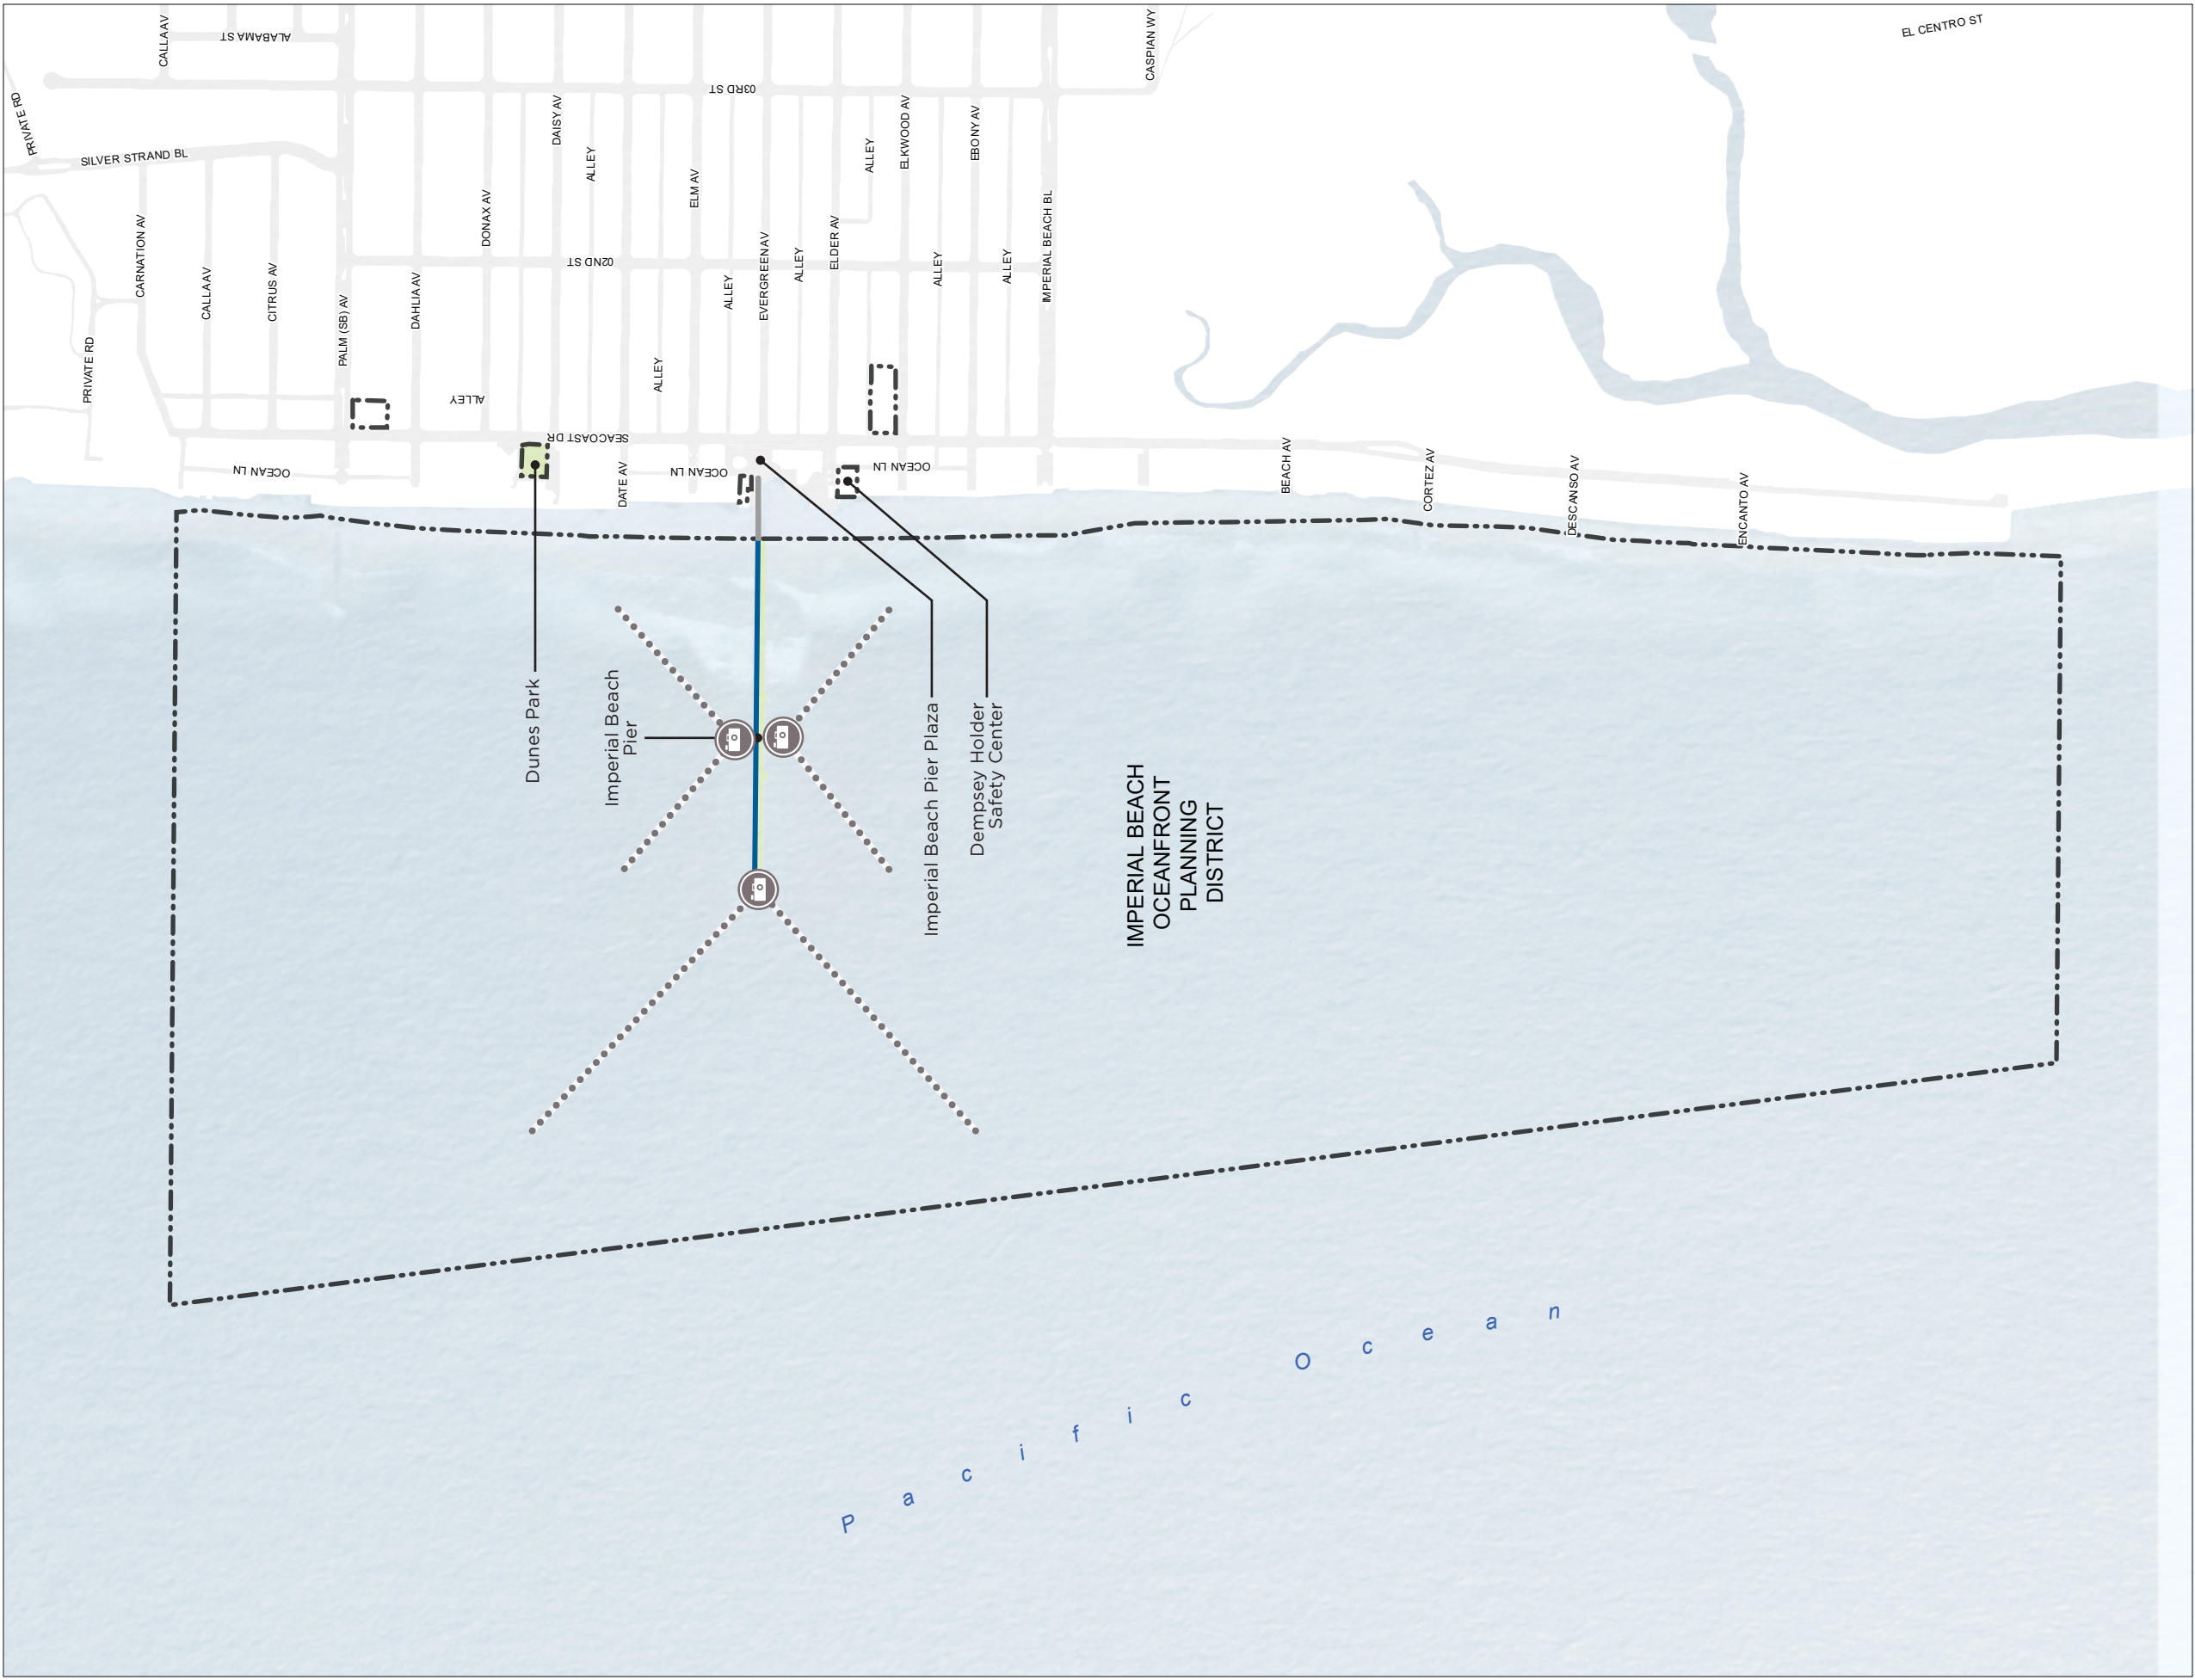 CALLA AV
ALABAMA ST
CASPIAN WY
EL CENTRO ST
PRIVATE RD
03RD ST
SILVER STRAND BL
DAISY AV
ALLEY
ELM AV
ALLEY
ELKWOOD AV
EBONY AV
CARNATION AV
CALLA AV
CITRUS AV
PALM (SB) AV
DAHLIA AV
DONAX AV
02ND ST
ALLEY
EVERGREEN AV
ALLEY
ELDER AV
ALLEY
ALLEY
IMPERIAL BEACH BL
PRIVATE RD
ALLEY
ALLEY
SEACOAST DR
OCEAN LN
DATE AV
OCEAN LN
OCEAN LN
BEACH AV
CORTEZ AV
DESCANSO AV
ENCANTO AV
Dunes Park
Imperial Beach
Pier
Imperial Beach Pier Plaza
Dempsey Holder
Safety Center
IMPERIAL BEACH
OCEANFRONT
PLANNING
DISTRICT
Pacific Ocean